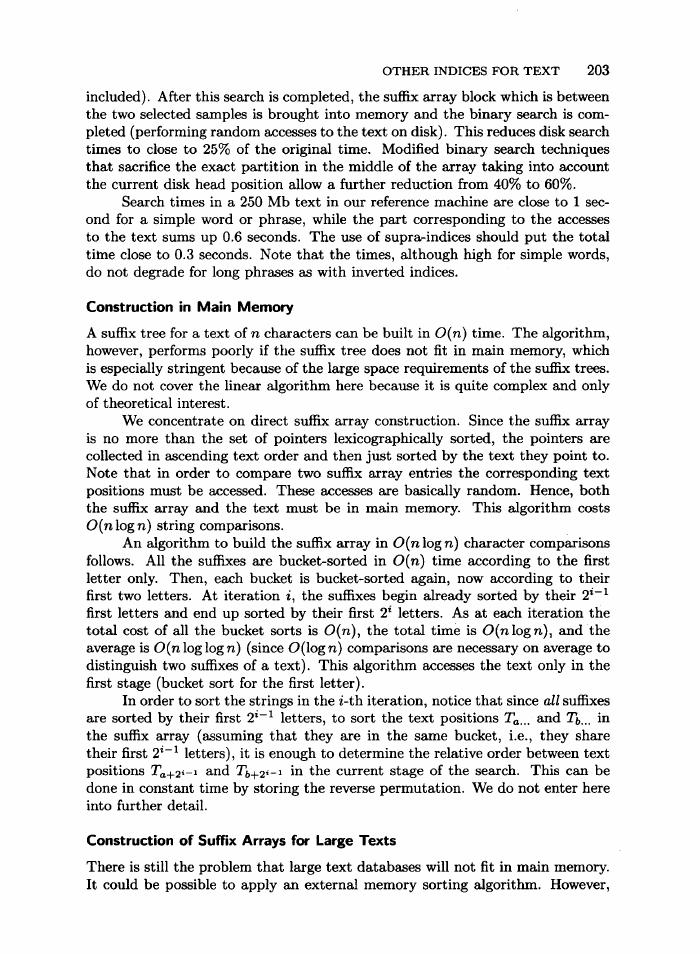 OTHER INDICES FOR TEXT 203
included). After this search is completed, the suffix array block which is between
the two selected samples is brought into memory and the binary search is com-
pleted (performing random accesses to the text on disk). This reduces disk search
times to close to 25% of the original time. Modified binary search techniques
that sacrifice the exact partition in the middle of the array taking into account
the current disk head position allow a further reduction from 40% to 60%.
Search times in a 250 Mb text in our reference machine are close to 1 sec-
ond for a simple word or phrase, while the part corresponding to the accesses
to the text sums up 0.6 seconds. The use of supra-indices should put the total
time close to 0.3 seconds. Note that the times, although high for simple words,
do not degrade for long phrases as with inverted indices.
Construction in Main Memory
A suffix tree for a text of n characters can be built in O(n) time. The algorithm,
however, performs poorly if the suffix tree does not fit in main memory, which
is especially stringent because of the large space requirements of the suffix trees.
We do not cover the linear algorithm here because it is quite complex and only
of theoretical interest.
We concentrate on direct suffix array construction. Since the suffix array
is no more than the set of pointers lexicographically sorted, the pointers are
collected in ascending text order and then just sorted by the text they point to.
Note that in order to compare two suffix array entries the corresponding text
positions must be accessed. These accesses are basically random. Hence, both
the suffix array and the text must be in main memory. This algorithm costs
O(n log n) string comparisons.
An algorithm to build the suffix array in O(n log n) character comparisons
follows. All the suffixes are bucket-sorted in O(n) time according to the first
letter only. Then, each bucket is bucket-sorted again, now according to their
first two letters. At iteration i, the suffixes begin already sorted by their 2^{i−1}
first letters and end up sorted by their first 2^i letters. As at each iteration the
total cost of all the bucket sorts is O(n), the total time is O(n log n), and the
average is O(n log log n) (since O(log n) comparisons are necessary on average to
distinguish two suffixes of a text). This algorithm accesses the text only in the
first stage (bucket sort for the first letter).
In order to sort the strings in the i-th iteration, notice that since all suffixes
are sorted by their first 2^{i−1} letters, to sort the text positions T_{a...} and T_{b...} in
the suffix array (assuming that they are in the same bucket, i.e., they share
their first 2^{i−1} letters), it is enough to determine the relative order between text
positions T_{a+2^{i−1}} and T_{b+2^{i−1}} in the current stage of the search. This can be
done in constant time by storing the reverse permutation. We do not enter here
into further detail.
Construction of Suffix Arrays for Large Texts
There is still the problem that large text databases will not fit in main memory.
It could be possible to apply an external memory sorting algorithm. However,